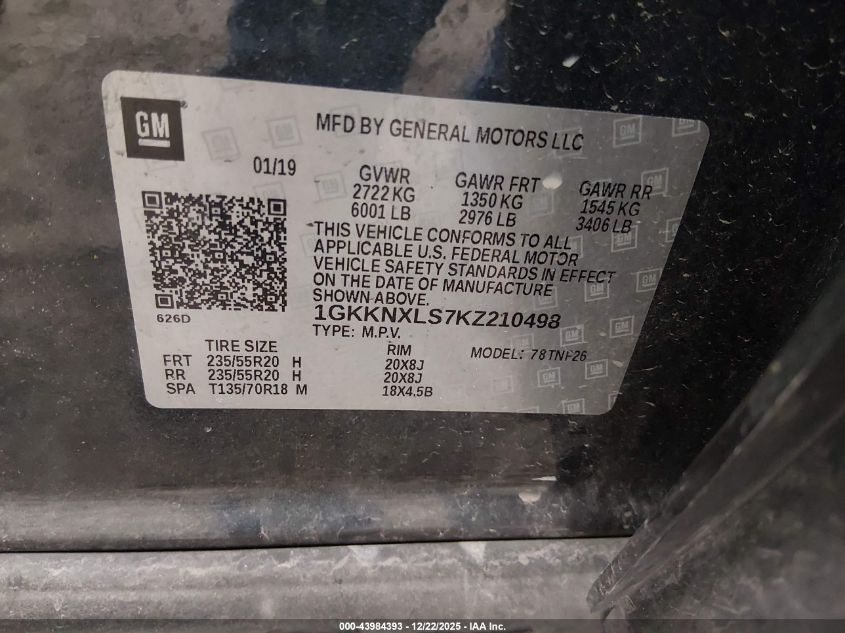 GM
MFD BY GENERAL MOTORS LLC
01/19
GVWR GAWR FRT GAWR RR
2722 KG 1350 KG 1545 KG
6001 LB 2976 LB 3406 LB
THIS VEHICLE CONFORMS TO ALL
APPLICABLE U.S. FEDERAL MOTOR
VEHICLE SAFETY STANDARDS IN EFFECT
ON THE DATE OF MANUFACTURE
SHOWN ABOVE.
626D
1GKKNXLS7KZ210498
TYPE: M.P.V.
MODEL: 78TNF26
TIRE SIZE RIM
FRT 235/55R20 H 20X8J
RR 235/55R20 H 20X8J
SPA T135/70R18 M 18X4.5B
000-43984393 - 12/22/2025 - IAA Inc.